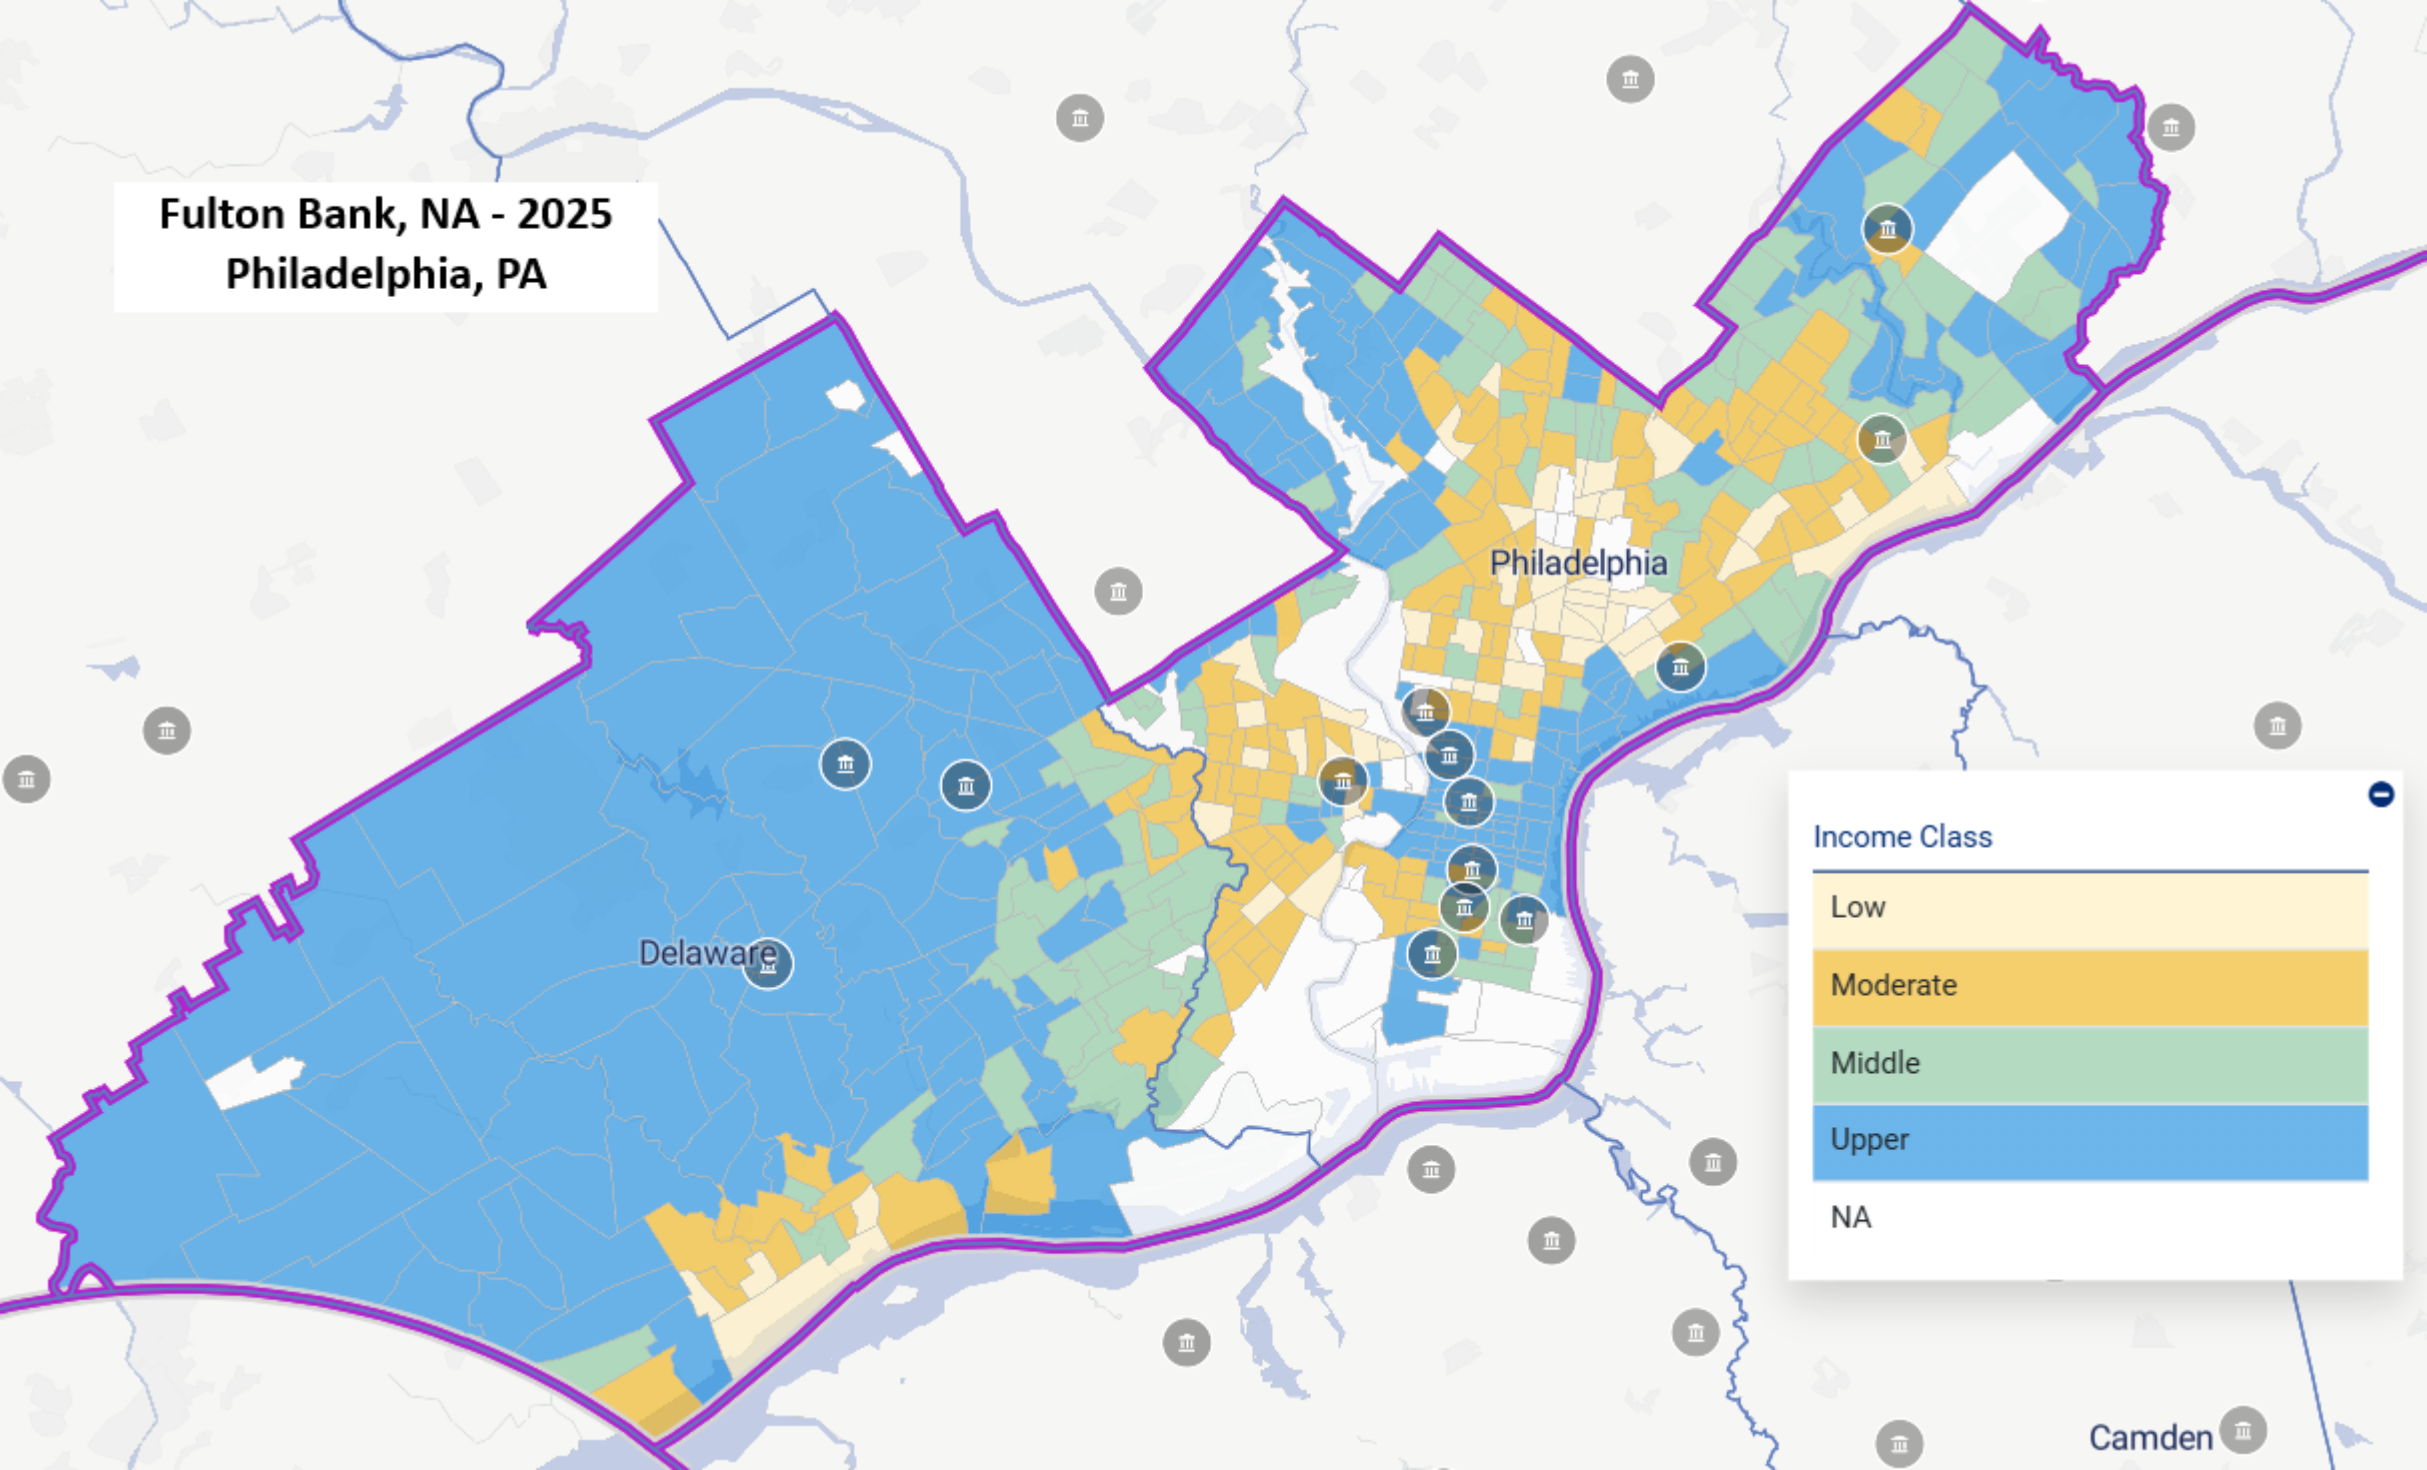 Fulton Bank, NA - 2025
Philadelphia, PA
Philadelphia
Delaware
Income Class
Low
Moderate
Middle
Upper
NA
Camden